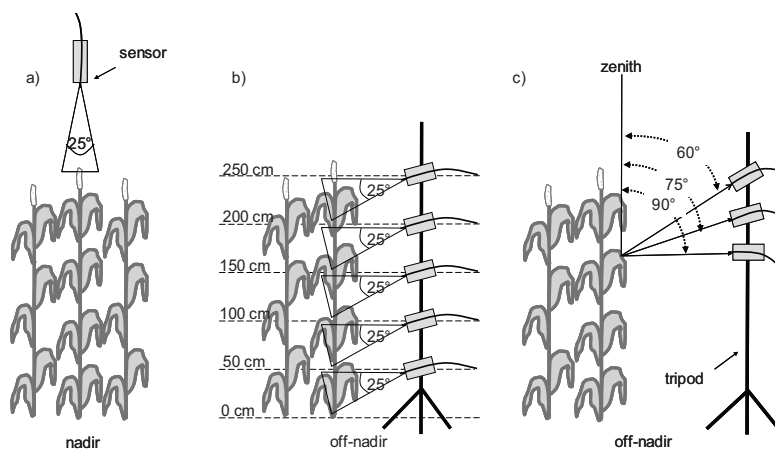 a)
sensor
25°
nadir
b)
250 cm
25°
200 cm
25°
150 cm
25°
100 cm
25°
50 cm
25°
0 cm
off-nadir
c)
zenith
60°
75°
90°
tripod
off-nadir